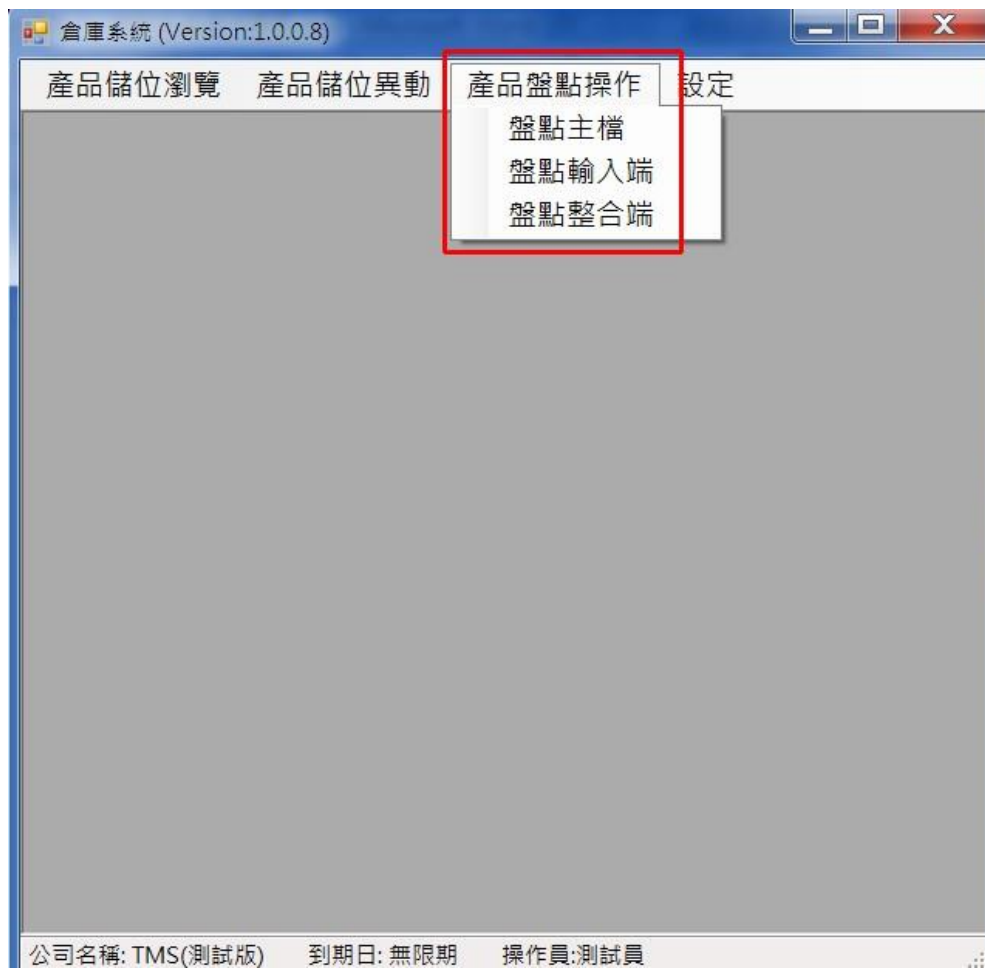 倉庫系統 (Version:1.0.0.8)
產品儲位瀏覽 產品儲位異動 產品盤點操作 設定
盤點主檔
盤點輸入端
盤點整合端
公司名稱: TMS(測試版) 到期日: 無限期 操作員:測試員